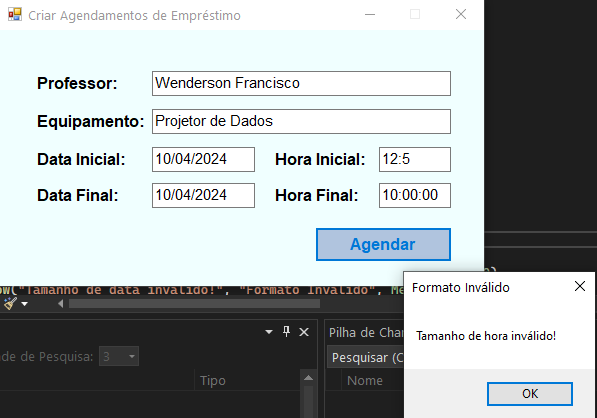 Criar Agendamentos de Empréstimo
Professor: Wenderson Francisco
Equipamento: Projetor de Dados
Data Inicial: 10/04/2024 Hora Inicial: 12:5
Data Final: 10/04/2024 Hora Final: 10:00:00
Agendar
ow("Tamanho de data inválido!", "Formato Inválido", Me
Formato Inválido
Tamanho de hora inválido!
OK
Pilha de Cha
de de Pesquisa: 3
Pesquisar (C
Tipo
Nome